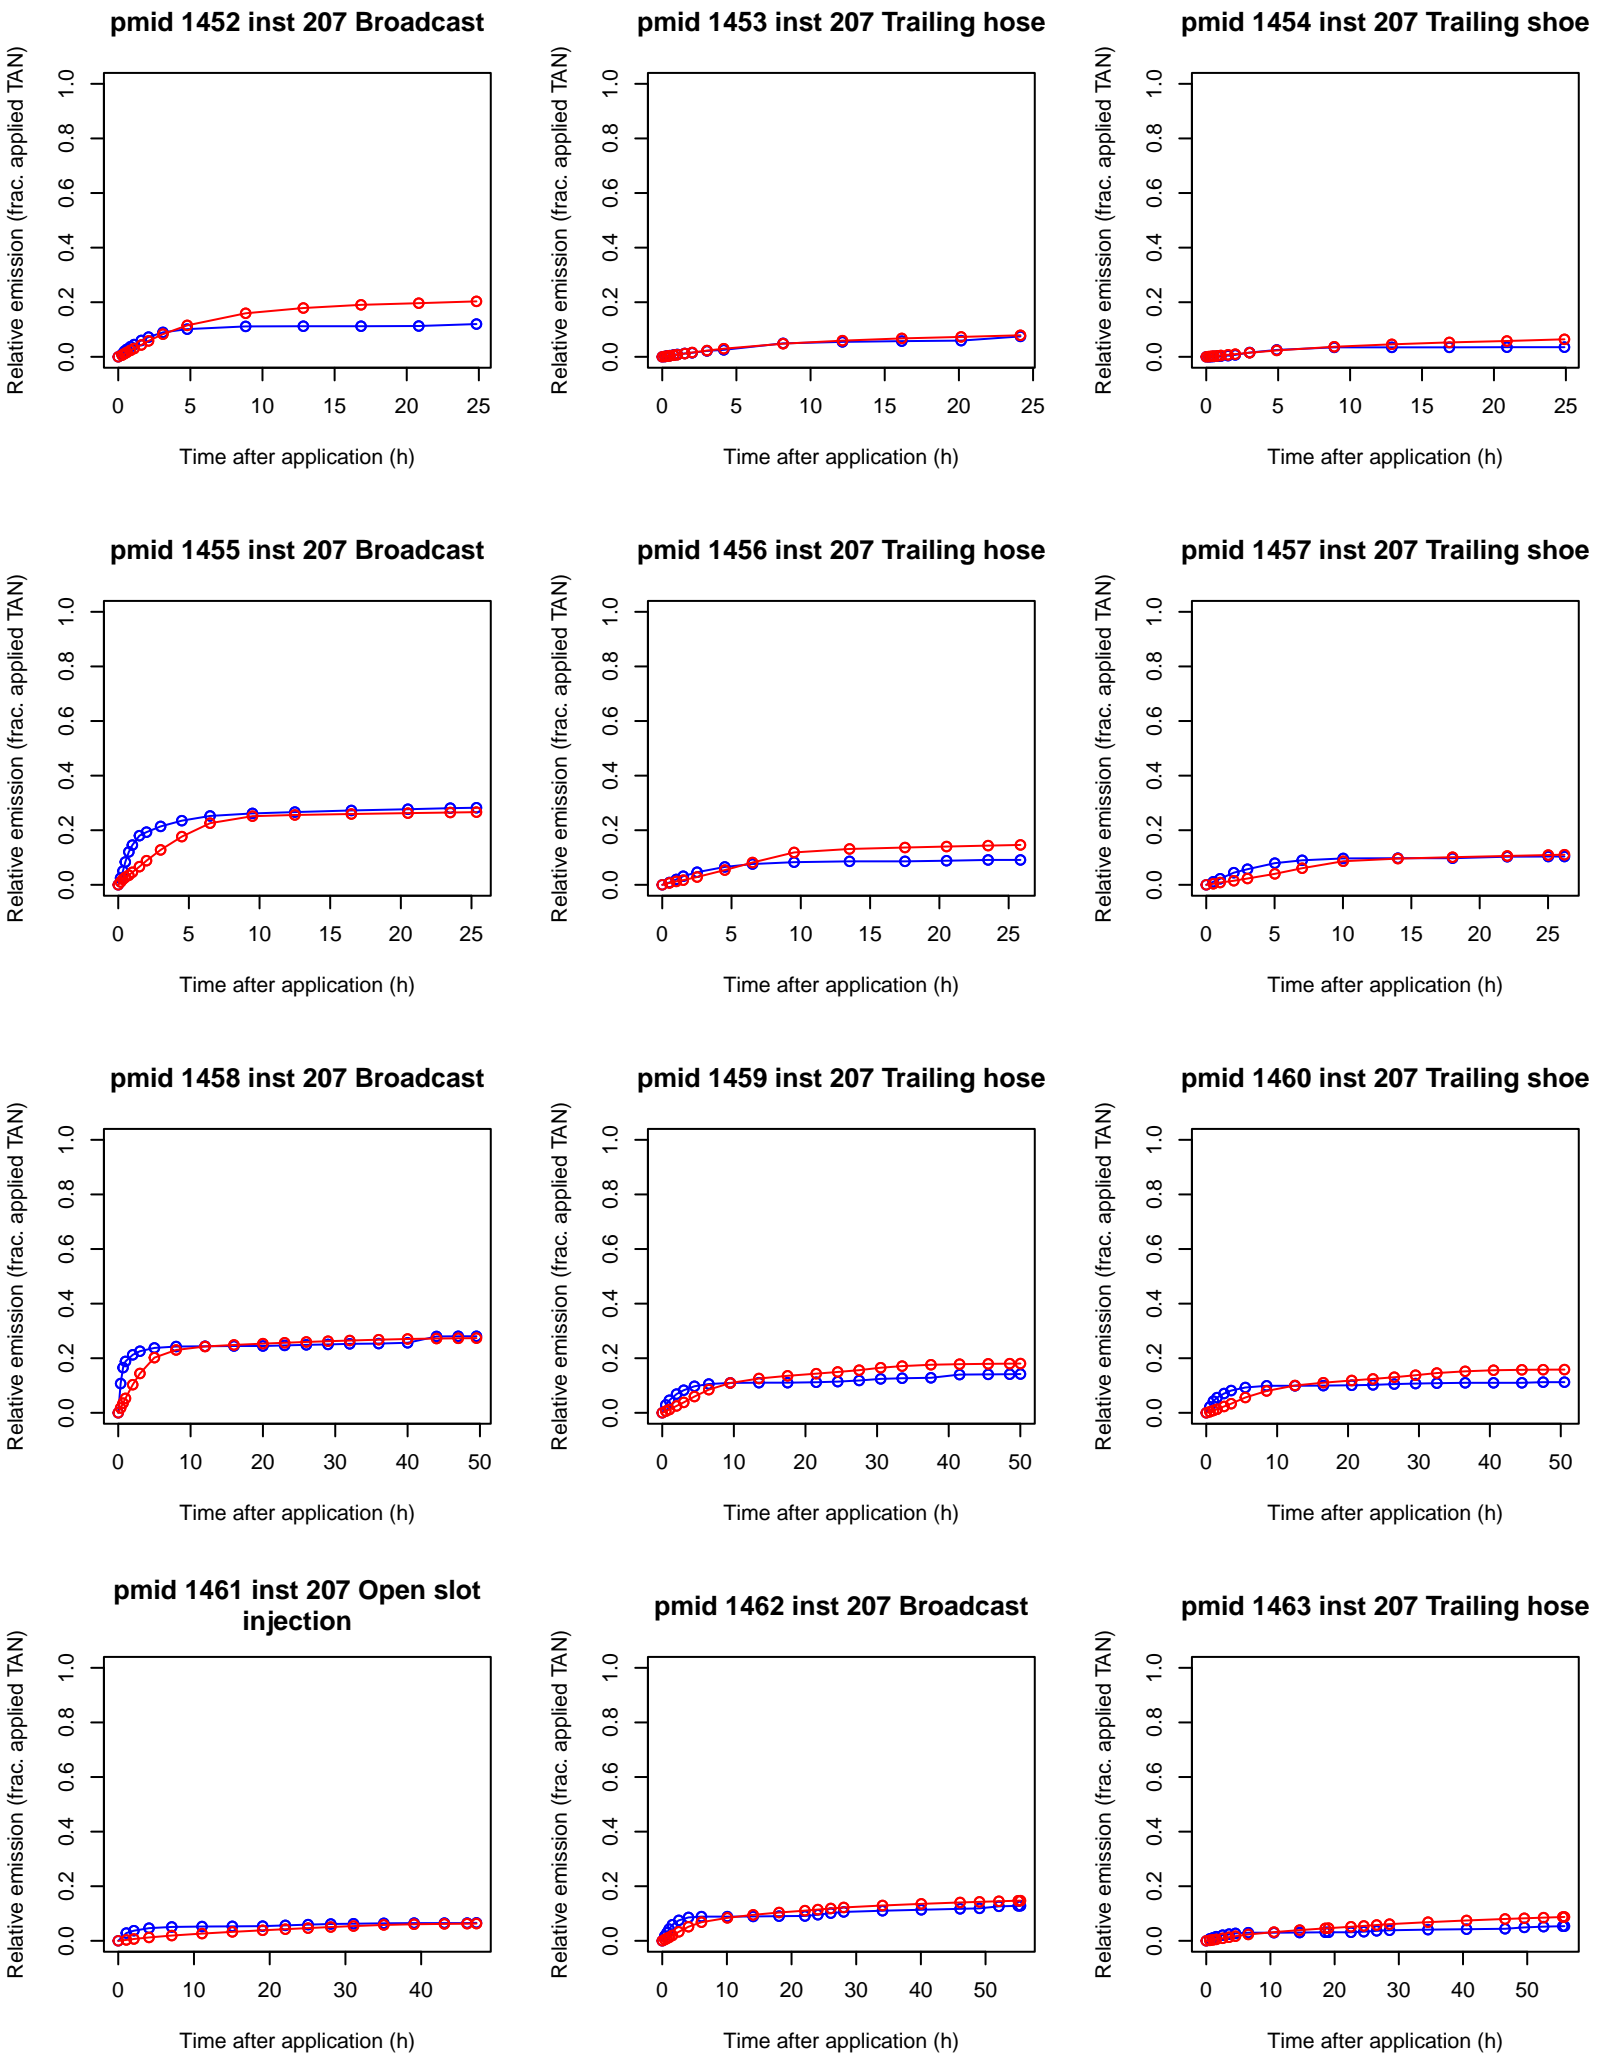 pmid 1452 inst 207 Broadcast
Relative emission (frac. applied TAN)
1.0
0.8
0.6
0.4
0.2
0.0
0 5 10 15 20 25
Time after application (h)
pmid 1453 inst 207 Trailing hose
Relative emission (frac. applied TAN)
1.0
0.8
0.6
0.4
0.2
0.0
0 5 10 15 20 25
Time after application (h)
pmid 1454 inst 207 Trailing shoe
Relative emission (frac. applied TAN)
1.0
0.8
0.6
0.4
0.2
0.0
0 5 10 15 20 25
Time after application (h)
pmid 1455 inst 207 Broadcast
Relative emission (frac. applied TAN)
1.0
0.8
0.6
0.4
0.2
0.0
0 5 10 15 20 25
Time after application (h)
pmid 1456 inst 207 Trailing hose
Relative emission (frac. applied TAN)
1.0
0.8
0.6
0.4
0.2
0.0
0 5 10 15 20 25
Time after application (h)
pmid 1457 inst 207 Trailing shoe
Relative emission (frac. applied TAN)
1.0
0.8
0.6
0.4
0.2
0.0
0 5 10 15 20 25
Time after application (h)
pmid 1458 inst 207 Broadcast
Relative emission (frac. applied TAN)
1.0
0.8
0.6
0.4
0.2
0.0
0 10 20 30 40 50
Time after application (h)
pmid 1459 inst 207 Trailing hose
Relative emission (frac. applied TAN)
1.0
0.8
0.6
0.4
0.2
0.0
0 10 20 30 40 50
Time after application (h)
pmid 1460 inst 207 Trailing shoe
Relative emission (frac. applied TAN)
1.0
0.8
0.6
0.4
0.2
0.0
0 10 20 30 40 50
Time after application (h)
pmid 1461 inst 207 Open slot
injection
Relative emission (frac. applied TAN)
1.0
0.8
0.6
0.4
0.2
0.0
0 10 20 30 40
Time after application (h)
pmid 1462 inst 207 Broadcast
Relative emission (frac. applied TAN)
1.0
0.8
0.6
0.4
0.2
0.0
0 10 20 30 40 50
Time after application (h)
pmid 1463 inst 207 Trailing hose
Relative emission (frac. applied TAN)
1.0
0.8
0.6
0.4
0.2
0.0
0 10 20 30 40 50
Time after application (h)